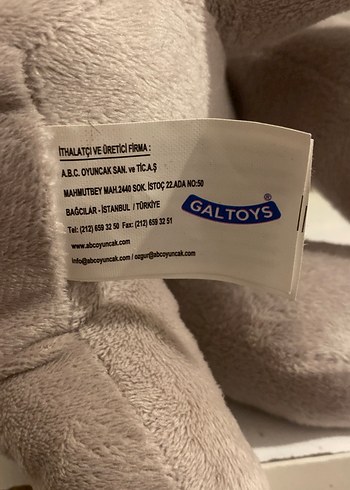 İTHALATÇI VE ÜRETİCİ FİRMA :
A.B.C. OYUNCAK SAN. ve TİC.A.Ş
MAHMUTBEY MAH.2440 SOK. İSTOÇ 22.ADA NO:50
BAĞCILAR - İSTANBUL / TÜRKİYE
Tel: (212) 659 32 50 Fax: (212) 659 32 51
www.abcoyuncak.com
info@abcoyuncak.com / ozgur@abcoyuncak.com
GALTOYS®